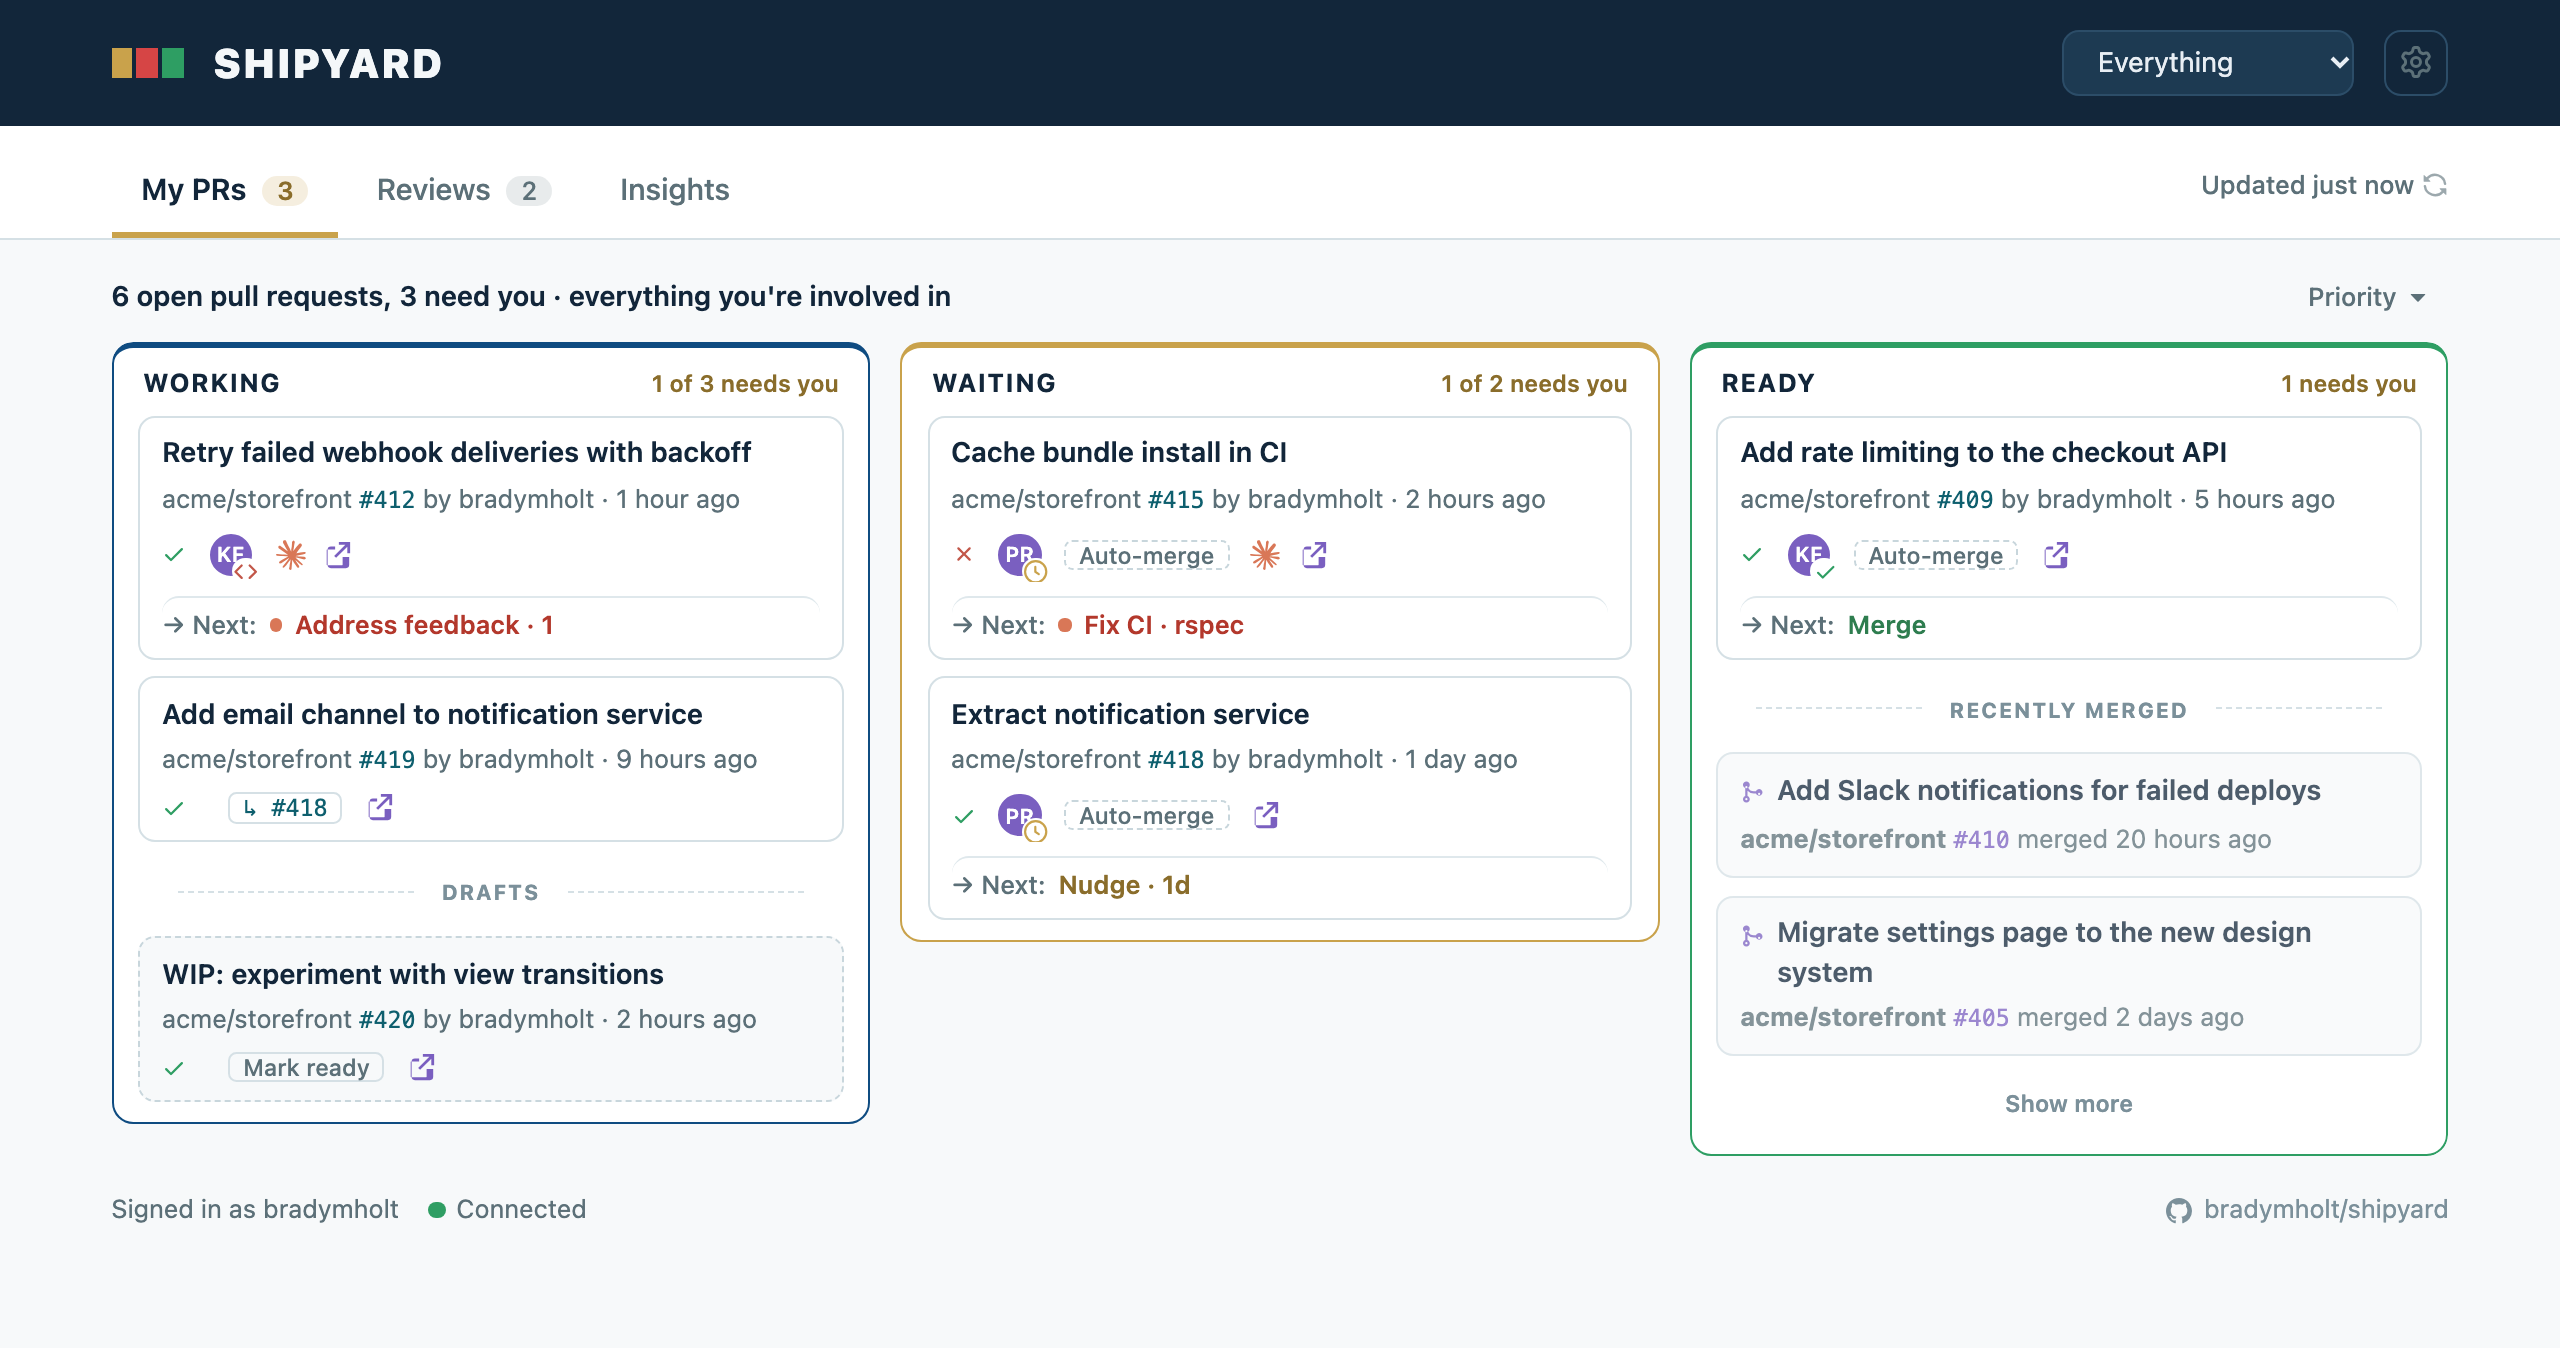 SHIPYARD
Everything
My PRs 3
Reviews 2
Insights
Updated just now
6 open pull requests, 3 need you · everything you're involved in
Priority
WORKING
1 of 3 needs you
Retry failed webhook deliveries with backoff
acme/storefront #412 by bradymholt · 1 hour ago
KF
→ Next: Address feedback · 1
Add email channel to notification service
acme/storefront #419 by bradymholt · 9 hours ago
↳ #418
DRAFTS
WIP: experiment with view transitions
acme/storefront #420 by bradymholt · 2 hours ago
Mark ready
WAITING
1 of 2 needs you
Cache bundle install in CI
acme/storefront #415 by bradymholt · 2 hours ago
PR Auto-merge
→ Next: Fix CI · rspec
Extract notification service
acme/storefront #418 by bradymholt · 1 day ago
PR Auto-merge
→ Next: Nudge · 1d
READY
1 needs you
Add rate limiting to the checkout API
acme/storefront #409 by bradymholt · 5 hours ago
KF Auto-merge
→ Next: Merge
RECENTLY MERGED
Add Slack notifications for failed deploys
acme/storefront #410 merged 20 hours ago
Migrate settings page to the new design
system
acme/storefront #405 merged 2 days ago
Show more
Signed in as bradymholt
Connected
bradymholt/shipyard